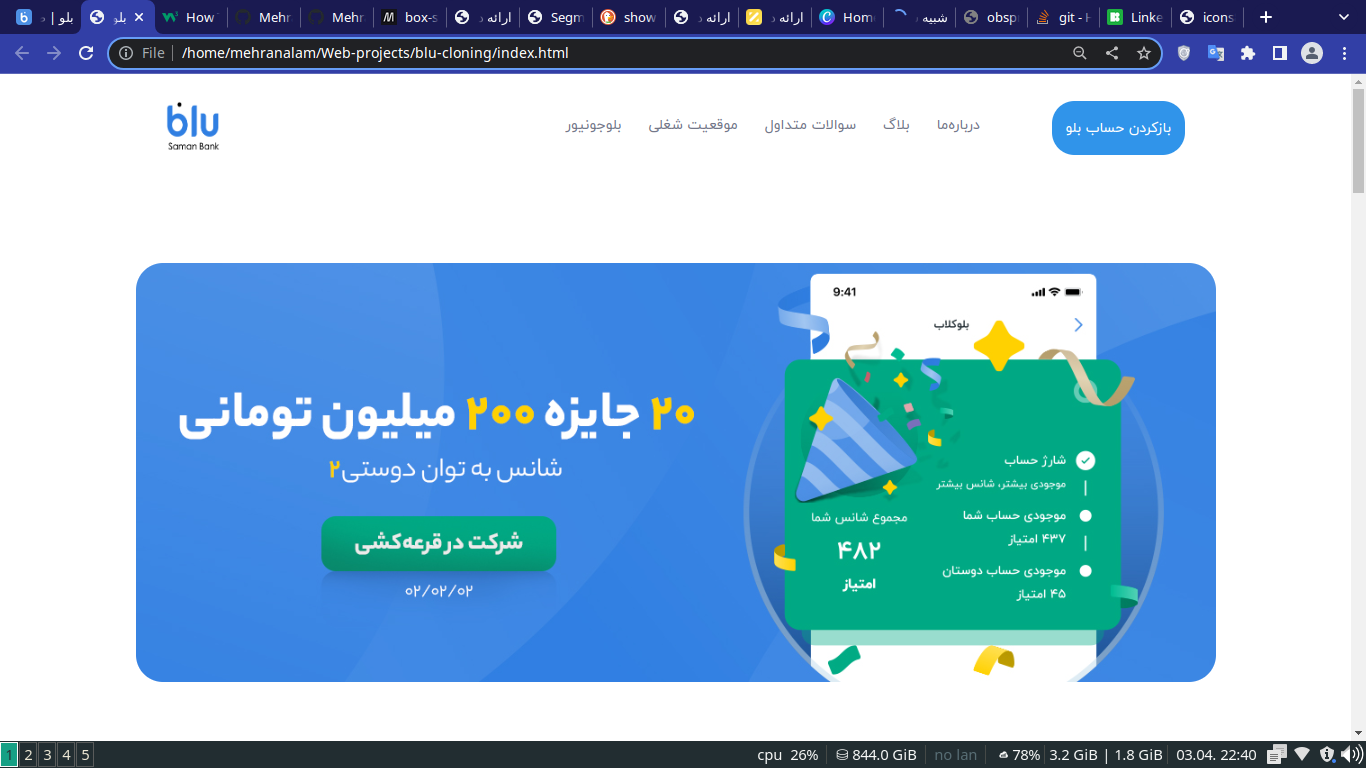 بلو | د
بلو
How
Mehr
Mehr
box-s
ارائه د
Segm
show
ارائه د
ارائه د
Home
شبیه د
obsp
git - H
Linke
icons
File
/home/mehranalam/Web-projects/blu-cloning/index.html
blu
Saman Bank
بازکردن حساب بلو
درباره‌ما
بلاگ
سوالات متداول
موقعیت شغلی
بلوجونیور
9:41
بلوکلاب
۲۰ جایزه ۲۰۰ میلیون تومانی
شانس به توان دوستی۲
شرکت در قرعه‌کشی
۰۲/۰۲/۰۲
شارژ حساب
موجودی بیشتر، شانس بیشتر
موجودی حساب شما
۴۳۷ امتیاز
موجودی حساب دوستان
۴۵ امتیاز
مجموع شانس شما
۴۸۲
امتیاز
1 2 3 4 5
cpu 26%
844.0 GiB
no lan
78%
3.2 GiB | 1.8 GiB
03.04. 22:40